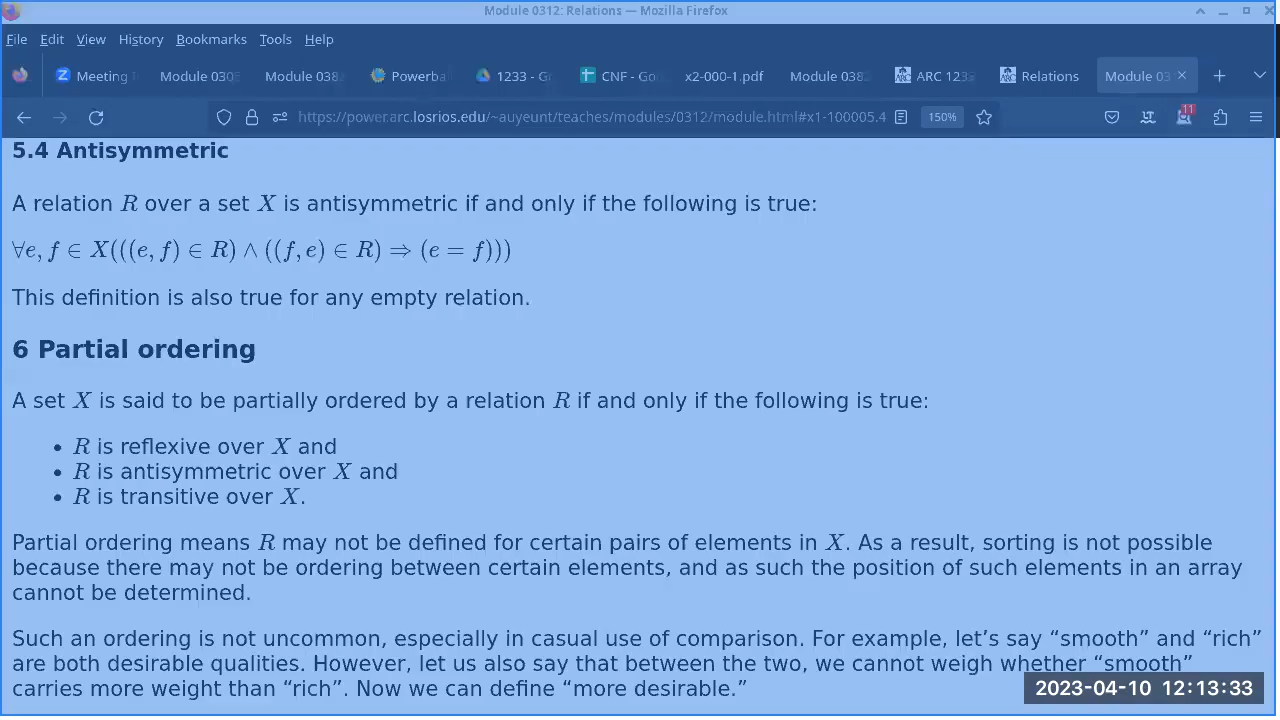 Module 0312: Relations — Mozilla Firefox
File Edit View History Bookmarks Tools Help
Meeting Module 030 Module 038 Powerba 1233 - G CNF - Go x2-000-1.pdf Module 038 ARC 123 Relations Module 03
https://power.arc.losrios.edu/~auyeunt/teaches/modules/0312/module.html#x1-100005.4 150% 11
5.4 Antisymmetric
A relation R over a set X is antisymmetric if and only if the following is true:
∀e, f ∈ X(((e, f) ∈ R) ∧ ((f, e) ∈ R) ⇒ (e = f)))
This definition is also true for any empty relation.
6 Partial ordering
A set X is said to be partially ordered by a relation R if and only if the following is true:
• R is reflexive over X and
• R is antisymmetric over X and
• R is transitive over X.
Partial ordering means R may not be defined for certain pairs of elements in X. As a result, sorting is not possible
because there may not be ordering between certain elements, and as such the position of such elements in an array
cannot be determined.
Such an ordering is not uncommon, especially in casual use of comparison. For example, let’s say “smooth” and “rich”
are both desirable qualities. However, let us also say that between the two, we cannot weigh whether “smooth”
carries more weight than “rich”. Now we can define “more desirable.”
2023-04-10 12:13:33